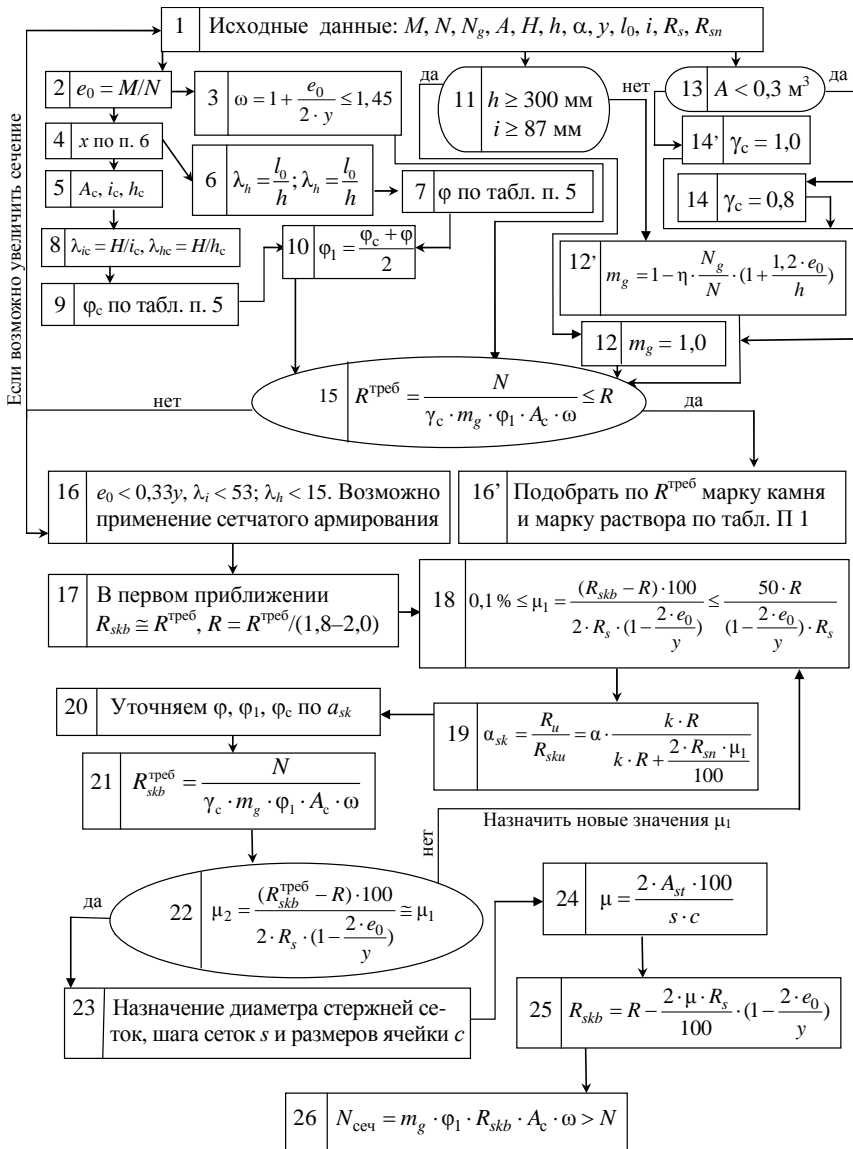 1 Исходные данные: M, N, N_g, A, H, h, α, y, l_0, i, R_s, R_sn
2 e_0 = M/N
3 ω = 1 + e_0 / (2 · y) ≤ 1,45
да
11 h ≥ 300 мм
i ≥ 87 мм
нет
13 A < 0,3 м^3
да
4 x по п. 6
14' γ_c = 1,0
5 A_c, i_c, h_c
6 λ_h = l_0 / h; λ_h = l_0 / h
7 φ по табл. п. 5
14 γ_c = 0,8
8 λ_ic = H/i_c, λ_hc = H/h_c
10 φ_1 = (φ_c + φ) / 2
12' m_g = 1 − η · N_g / N · (1 + 1,2 · e_0 / h)
9 φ_c по табл. п. 5
12 m_g = 1,0
Если возможно увеличить сечение
15 R^треб = N / (γ_c · m_g · φ_1 · A_c · ω) ≤ R
нет
да
16 e_0 < 0,33y, λ_i < 53; λ_h < 15. Возможно
применение сетчатого армирования
16' Подобрать по R^треб марку камня
и марку раствора по табл. П 1
17 В первом приближении
R_skb ≅ R^треб, R = R^треб/(1,8–2,0)
18 0,1 % ≤ μ_1 = (R_skb − R) · 100 / (2 · R_s · (1 − 2 · e_0 / y)) ≤ 50 · R / ((1 − 2 · e_0 / y) · R_s)
20 Уточняем φ, φ_1, φ_c по a_sk
19 α_sk = R_u / R_sku = α · k · R / (k · R + 2 · R_sn · μ_1 / 100)
21 R_skb^треб = N / (γ_c · m_g · φ_1 · A_c · ω)
нет
Назначить новые значения μ_1
да
22 μ_2 = (R_skb^треб − R) · 100 / (2 · R_s · (1 − 2 · e_0 / y)) ≅ μ_1
24 μ = 2 · A_st · 100 / (s · c)
23 Назначение диаметра стержней се-
ток, шага сеток s и размеров ячейки c
25 R_skb = R − 2 · μ · R_s / 100 · (1 − 2 · e_0 / y)
26 N_сеч = m_g · φ_1 · R_skb · A_c · ω > N